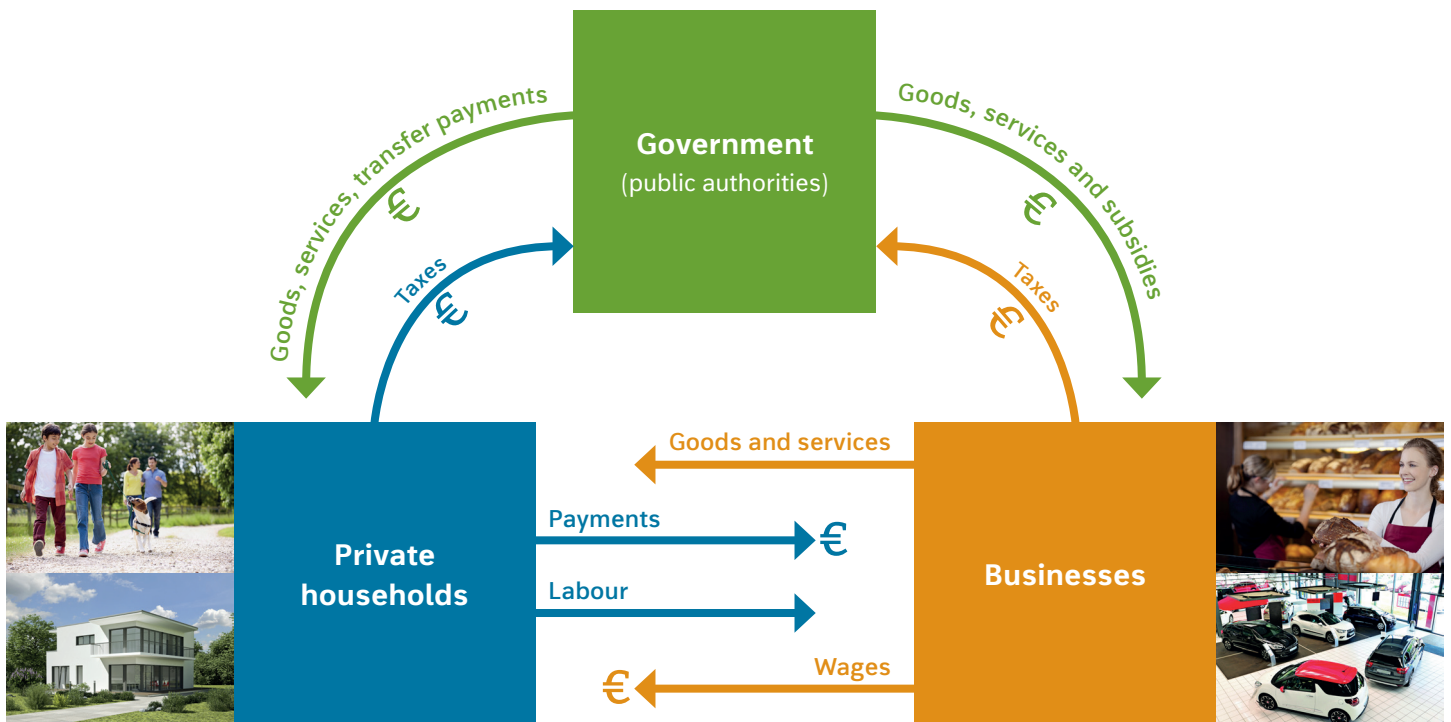 Government
(public authorities)
Goods, services, transfer payments
€
Taxes
€
Goods, services and subsidies
€
Taxes
€
Private
households
Goods and services
Payments
€
Labour
Wages
€
Businesses